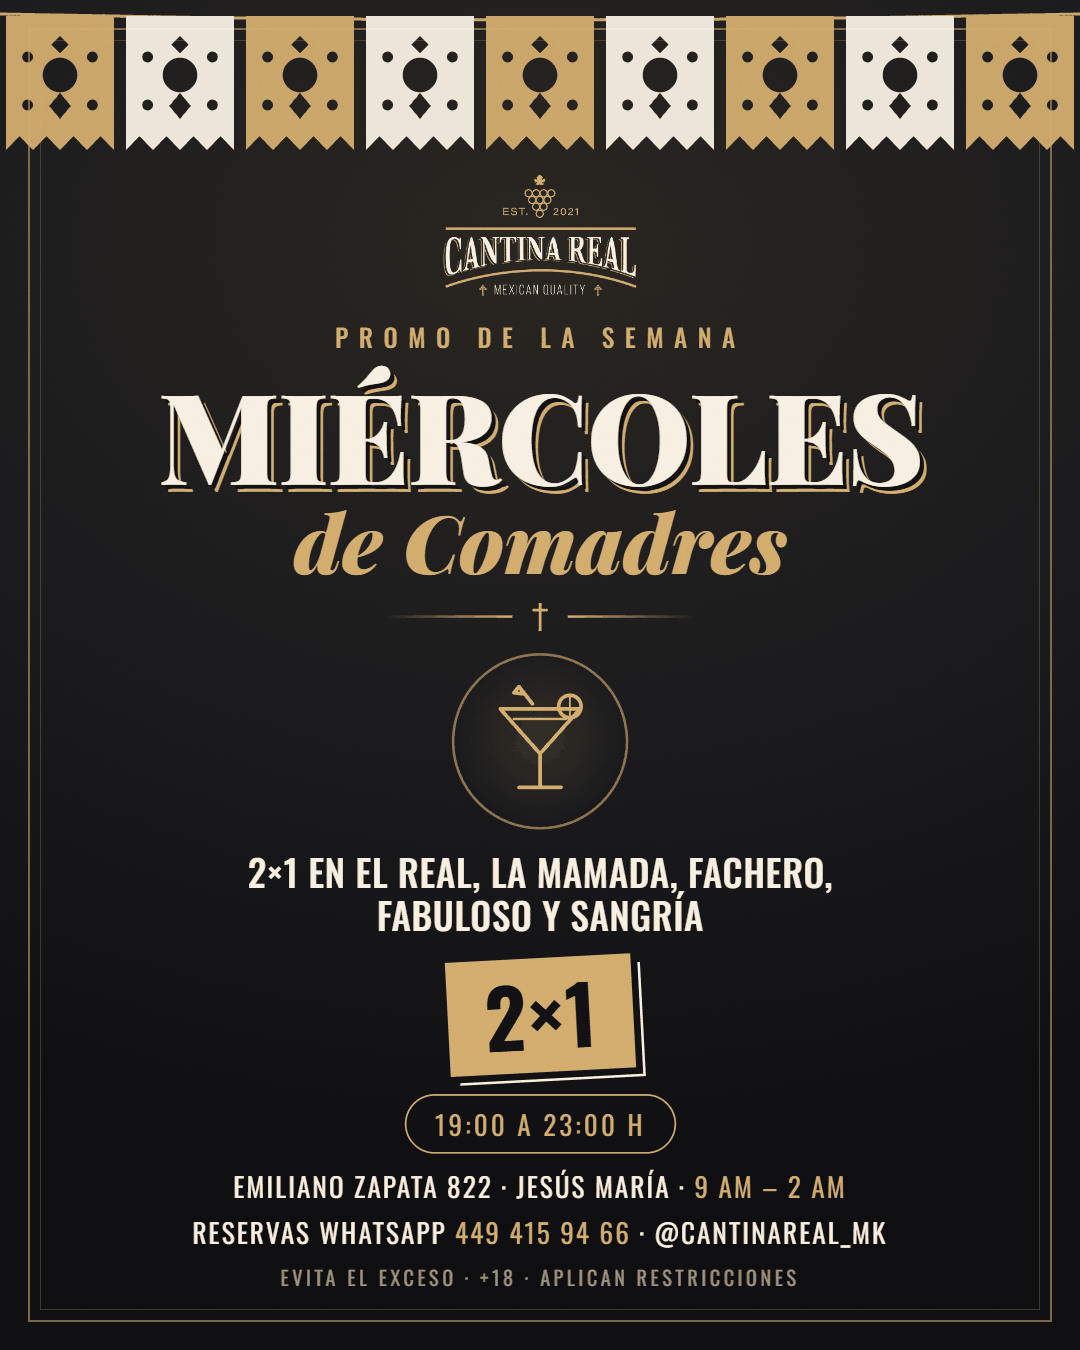 EST. 2021
CANTINA REAL
MEXICAN QUALITY
PROMO DE LA SEMANA
MIÉRCOLES
de Comadres
2×1 EN EL REAL, LA MAMADA, FACHERO,
FABULOSO Y SANGRÍA
2×1
19:00 A 23:00 H
EMILIANO ZAPATA 822 · JESÚS MARÍA · 9 AM – 2 AM
RESERVAS WHATSAPP 449 415 94 66 · @CANTINAREAL_MK
EVITA EL EXCESO · +18 · APLICAN RESTRICCIONES